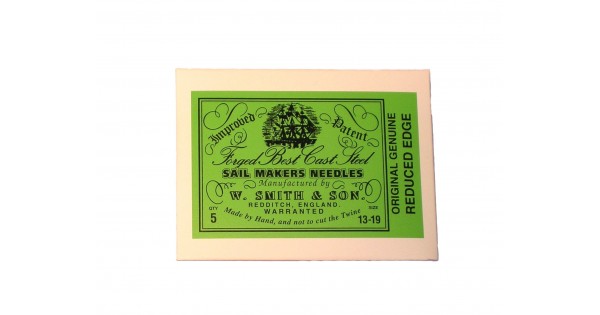 Improved Patent
Forged Best Cast Steel
SAIL MAKERS NEEDLES
Manufactured by
W. SMITH & SON.
REDDITCH, ENGLAND.
WARRANTED
QTY
5
Made by Hand, and not to cut the Twine
SIZE
13-19
ORIGINAL GENUINE
REDUCED EDGE